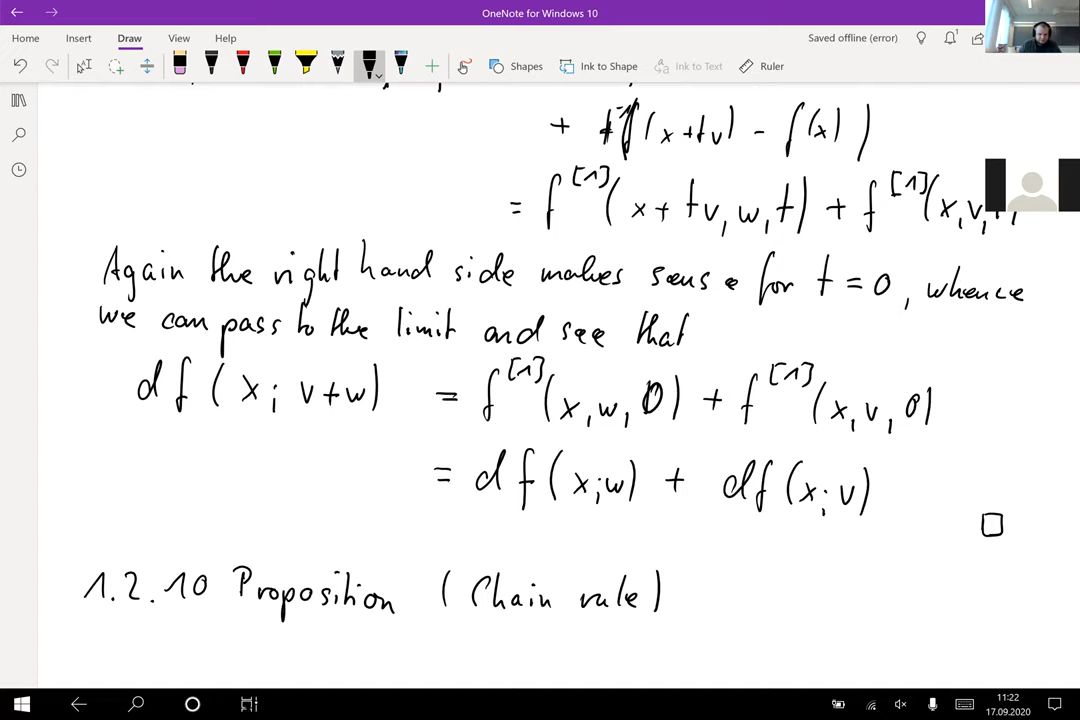 OneNote for Windows 10
Home Insert Draw View Help Saved offline (error)
Shapes Ink to Shape Ink to Text Ruler
+ f(x+tv) - f(x))
= f^[1](x+tv,w,t) + f^[1](x,v,
Again the right hand side makes sense for t=0, whence
we can pass to the limit and see that
df(x; v+w) = f^[1](x,w,0) + f^[1](x,v,0)
= df(x;w) + df(x;v)
□
1.2.10 Proposition (Chain rule)
11:22
17.09.2020